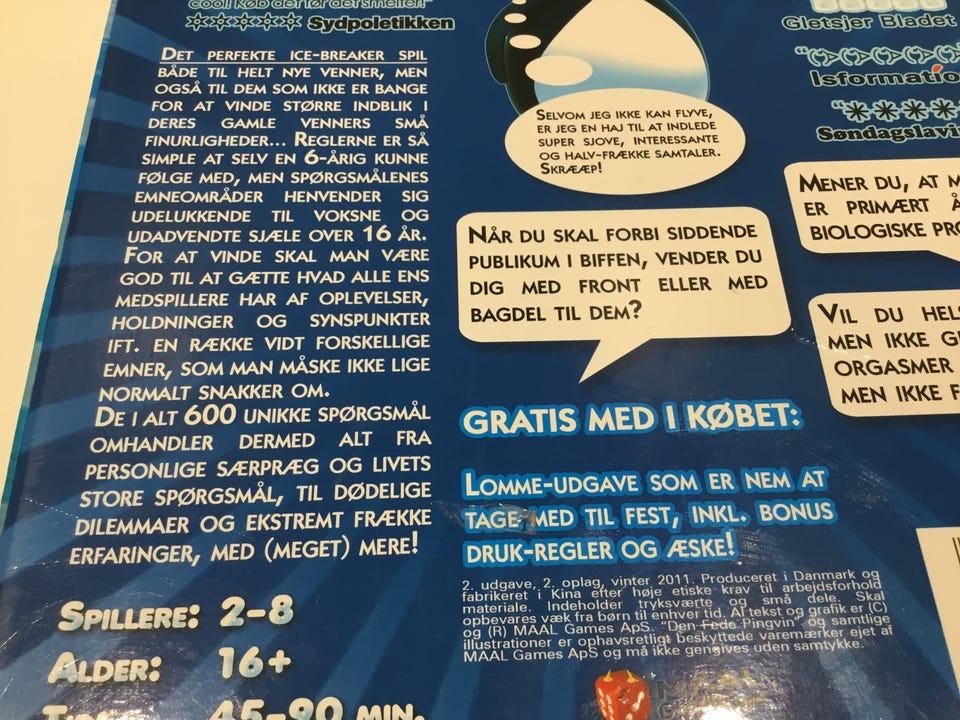 cool! Køb det før det smelter!"
Sydpoletikken
Gletsjer Bladet
Isformation
Søndagslavi
Det perfekte ice-breaker spil
både til helt nye venner, men
også til dem som ikke er bange
for at vinde større indblik i
deres gamle venners små
finurligheder... Reglerne er så
simple at selv en 6-årig kunne
følge med, men spørgsmålenes
emneområder henvender sig
udelukkende til voksne og
udadvendte sjæle over 16 år.
For at vinde skal man være
god til at gætte hvad alle ens
medspillere har af oplevelser,
holdninger og synspunkter
ift. en række vidt forskellige
emner, som man måske ikke lige
normalt snakker om.
De i alt 600 unikke spørgsmål
omhandler dermed alt fra
personlige særpræg og livets
store spørgsmål, til dødelige
dilemmaer og ekstremt frække
erfaringer, med (meget) mere!
Spillere: 2-8
Alder: 16+
45-90 min.
Selvom jeg ikke kan flyve,
er jeg en haj til at indlede
super sjove, interessante
og halv-frække samtaler.
Skrææp!
Når du skal forbi siddende
publikum i biffen, vender du
dig med front eller med
bagdel til dem?
Mener du, at
er primært
biologiske
Vil du
men ikke
orgasmer
men ikke
Gratis med i købet:
Lomme-udgave som er nem at
tage med til fest, inkl. bonus
druk-regler og æske!
2. udgave, 2. oplag, vinter 2011. Produceret i Danmark og
fabrikeret i Kina efter høje etiske krav til arbejdsforhold og
materiale. Indeholder tryksværte og små dele. Skal
opbevares væk fra børn til enhver tid. Al tekst og grafik er (C)
og (R) MAAL Games ApS. "Den Fede Pingvin" og samtlige
illustrationer er ophavsretligt beskyttede varemærker ejet af
MAAL Games ApS og må ikke gengives uden samtykke.
MAAL